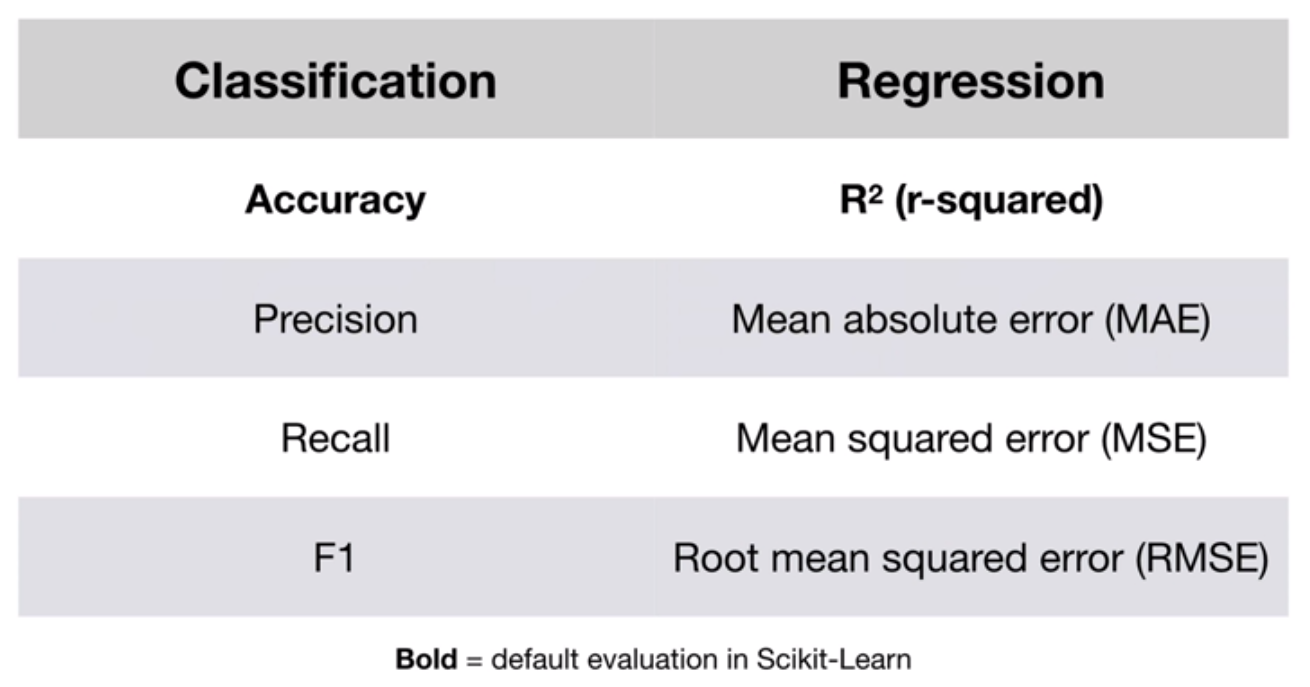 Classification Regression
Accuracy R² (r-squared)
Precision Mean absolute error (MAE)
Recall Mean squared error (MSE)
F1 Root mean squared error (RMSE)
Bold = default evaluation in Scikit-Learn